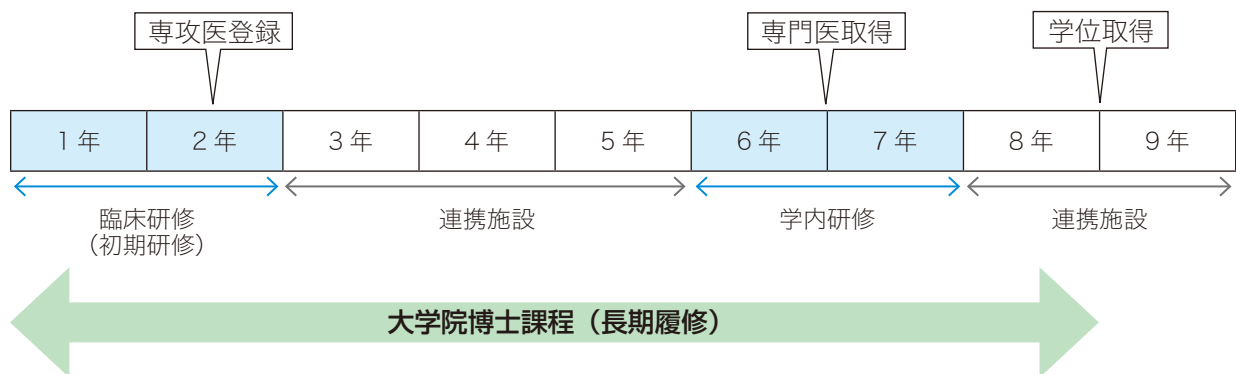 専攻医登録
専門医取得
学位取得
1 年
2 年
3 年
4 年
5 年
6 年
7 年
8 年
9 年
臨床研修
（初期研修）
連携施設
学内研修
連携施設
大学院博士課程（長期履修）